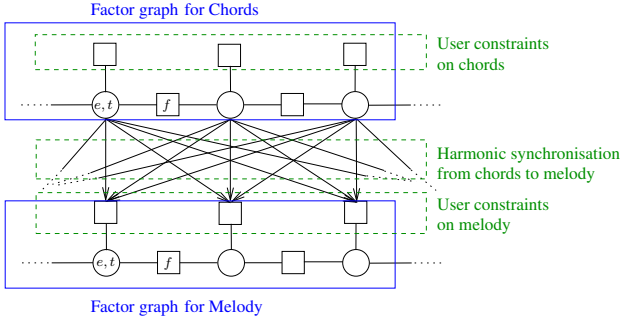 Factor graph for Chords
User constraints
on chords
e, t
f
Harmonic synchronisation
from chords to melody
User constraints
on melody
e, t
f
Factor graph for Melody